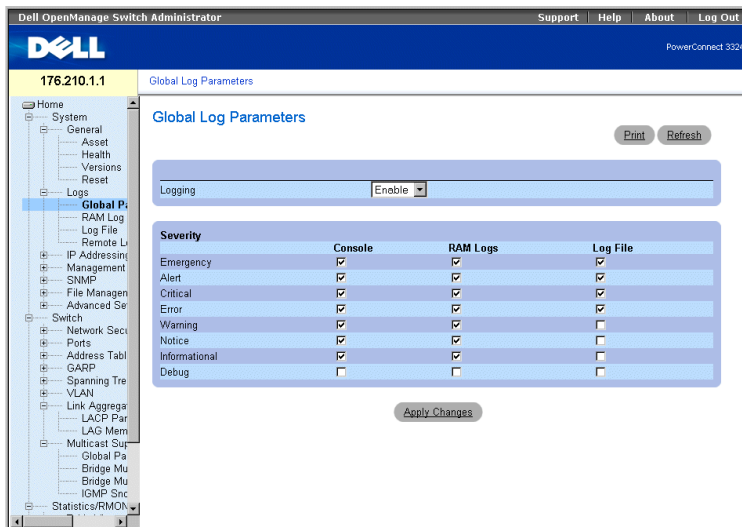 Dell OpenManage Switch Administrator
Support | Help | About | Log Out
DELL
PowerConnect 3324
176.210.1.1
Global Log Parameters
Home
System
General
Asset
Health
Versions
Reset
Logs
Global Pa
RAM Log
Log File
Remote Lo
IP Addressing
Management
SNMP
File Managem
Advanced Set
Switch
Network Secu
Ports
Address Tabl
GARP
Spanning Tre
VLAN
Link Aggregat
LACP Par
LAG Mem
Multicast Sup
Global Pa
Bridge Mu
Bridge Mu
IGMP Sno
Statistics/RMON
Global Log Parameters
Print
Refresh
Logging
Enable
Severity
Console RAM Logs Log File
Emergency
Alert
Critical
Error
Warning
Notice
Informational
Debug
Apply Changes